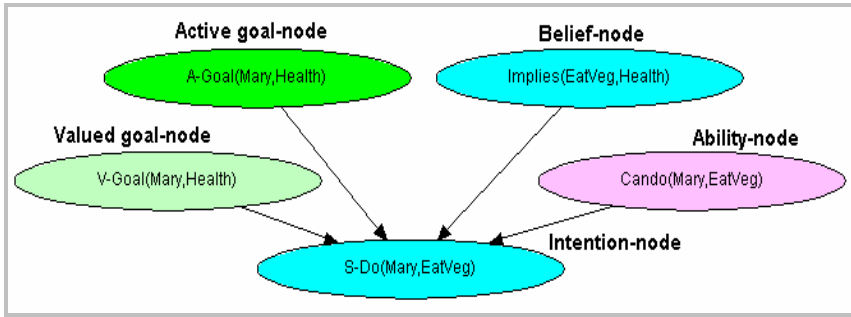 Active goal-node
Belief-node
A-Goal(Mary,Health)
Implies(EatVeg,Health)
Valued goal-node
Ability-node
V-Goal(Mary,Health)
Cando(Mary,EatVeg)
Intention-node
S-Do(Mary,EatVeg)